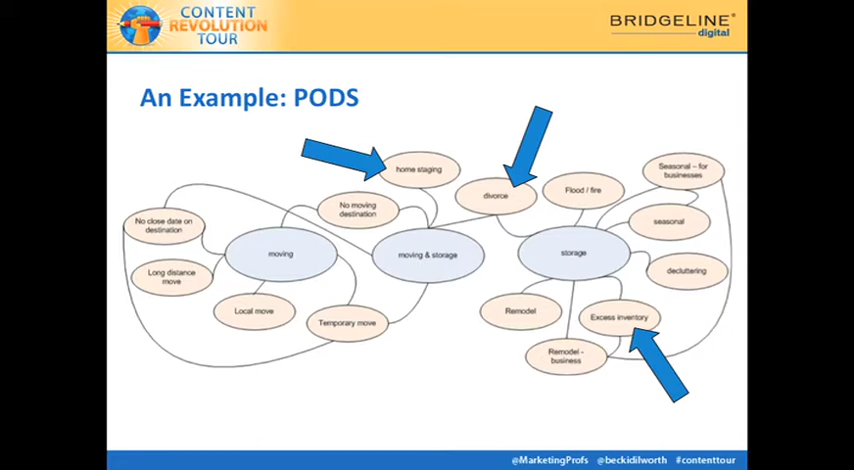 CONTENT
REVOLUTION
TOUR
BRIDGELINE®
digital
An Example: PODS
home staging
divorce
Flood / fire
Seasonal – for
businesses
No moving
destination
No close date on
destination
seasonal
moving
moving & storage
storage
Long distance
move
decluttering
Local move
Temporary move
Remodel
Excess inventory
Remodel -
business
@MarketingProfs @beckidilworth #contenttour